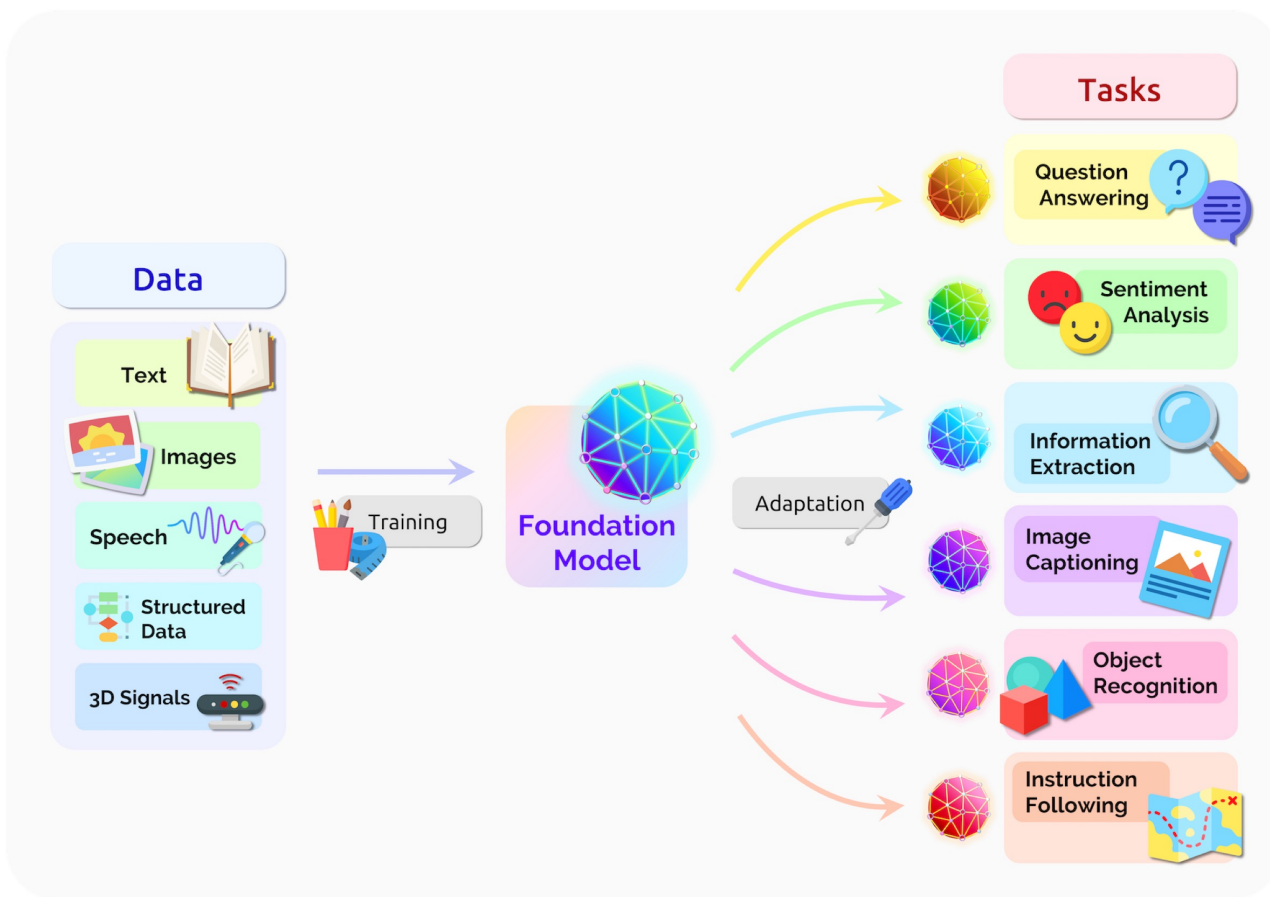 Data
Text
Images
Speech
Structured
Data
3D Signals
Training
Foundation
Model
Adaptation
Tasks
Question
Answering
?
Sentiment
Analysis
Information
Extraction
Image
Captioning
Object
Recognition
Instruction
Following